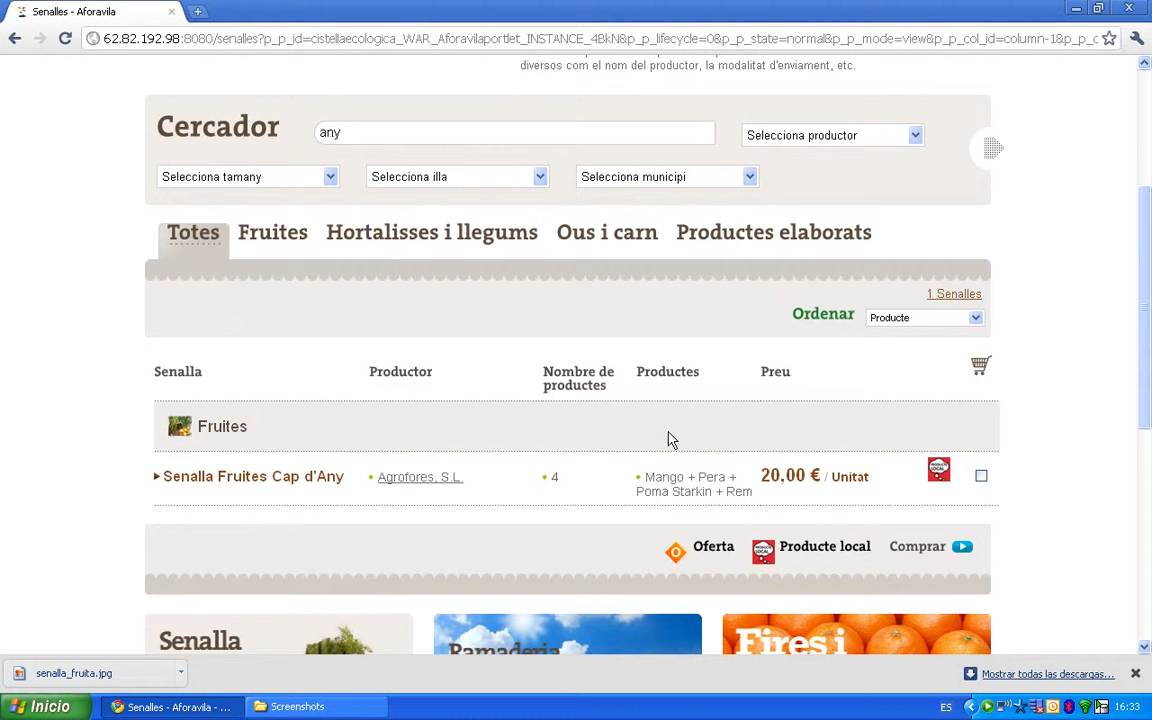 Senalles - Aforavila
62.82.192.98:8080/senalles?p_p_id=cistellaecologica_WAR_Aforavilaportlet_INSTANCE_4BkN&p_p_lifecycle=0&p_p_state=normal&p_p_mode=view&p_p_col_id=column-1&p_p_c
diversos com el nom del productor, la modalitat d'enviament, etc.
Cercador
any
Selecciona productor
Selecciona tamany
Selecciona illa
Selecciona municipi
Totes Fruites Hortalisses i llegums Ous i carn Productes elaborats
1 Senalles
Ordenar Producte
Senalla Productor Nombre de productes Productes Preu
Fruites
Senalla Fruites Cap d'Any Agrofores, S.L. 4 Mango + Pera + 20,00 € / Unitat
Poma Starkin + Rem
PRODUCTE LOCAL
O Oferta Producte local Comprar
Senalla Ramaderia Fires i
senalla_fruita.jpg Mostrar todas las descargas...
Inicio Senalles - Aforavila - ... Screenshots ES 16:33